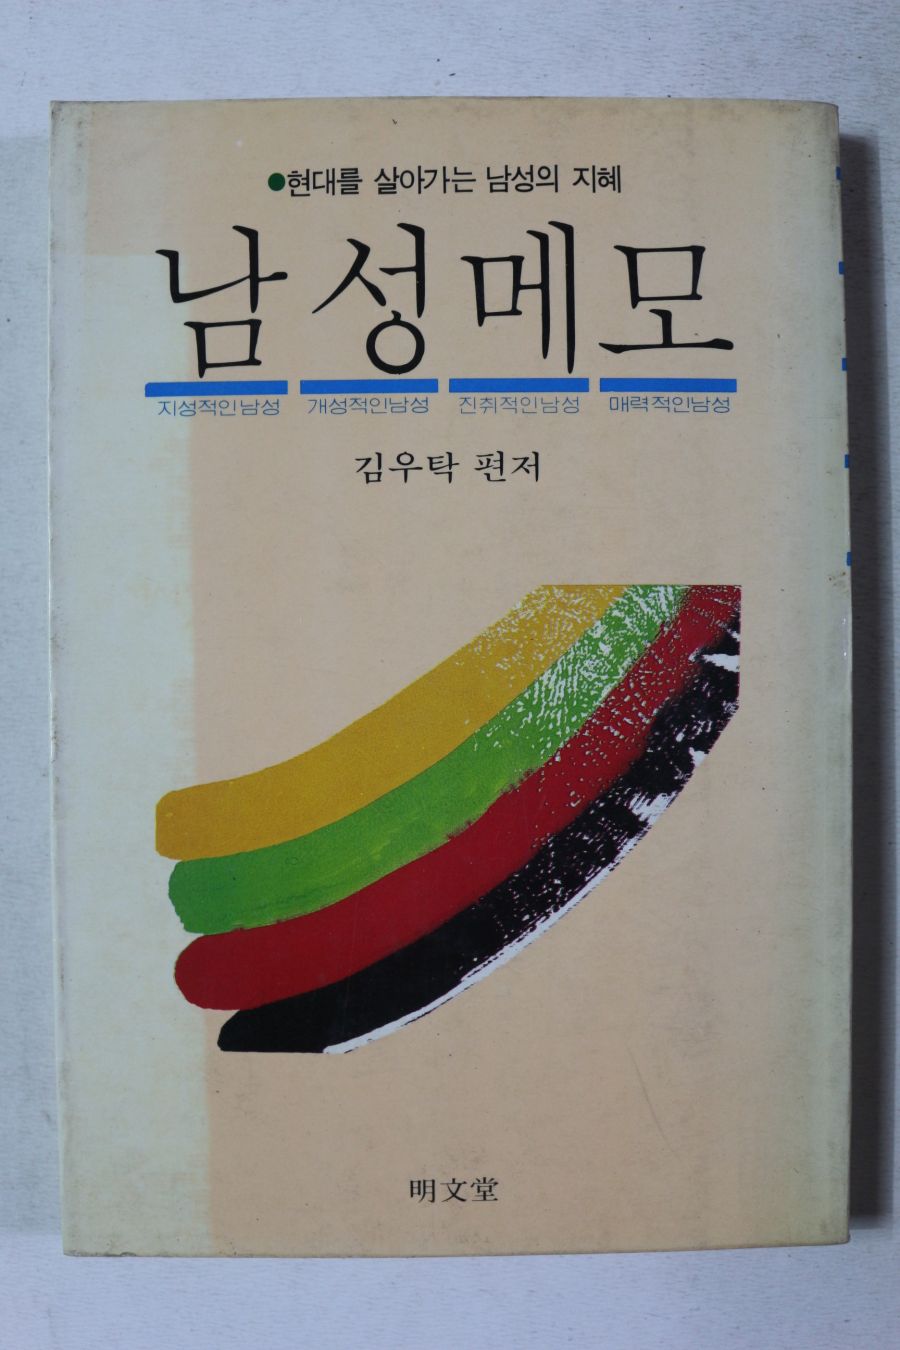 ●현대를 살아가는 남성의 지혜
남성메모
지성적인남성 개성적인남성 진취적인남성 매력적인남성
김우탁 편저
明文堂